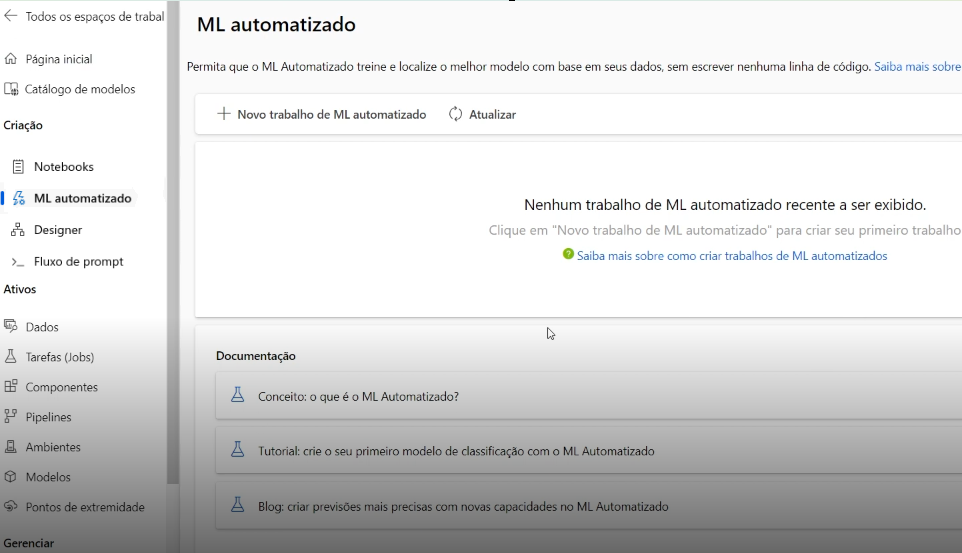 Todos os espaços de trabal
Página inicial
Catálogo de modelos
Criação
Notebooks
ML automatizado
Designer
Fluxo de prompt
Ativos
Dados
Tarefas (Jobs)
Componentes
Pipelines
Ambientes
Modelos
Pontos de extremidade
Gerenciar
ML automatizado
Permita que o ML Automatizado treine e localize o melhor modelo com base em seus dados, sem escrever nenhuma linha de código. Saiba mais sobre
Novo trabalho de ML automatizado
Atualizar
Nenhum trabalho de ML automatizado recente a ser exibido.
Clique em "Novo trabalho de ML automatizado" para criar seu primeiro trabalho
Saiba mais sobre como criar trabalhos de ML automatizados
Documentação
Conceito: o que é o ML Automatizado?
Tutorial: crie o seu primeiro modelo de classificação com o ML Automatizado
Blog: criar previsões mais precisas com novas capacidades no ML Automatizado